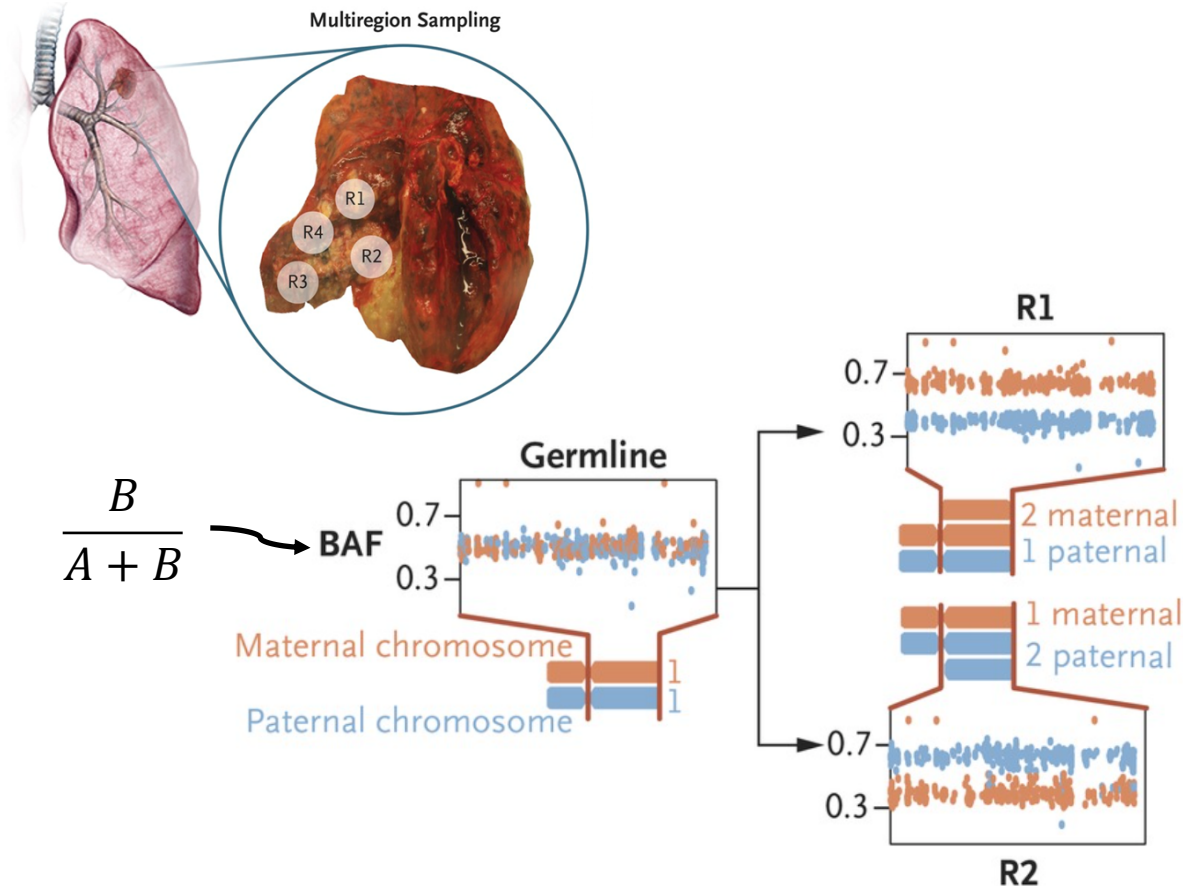 Multiregion Sampling
R1
R4
R2
R3
R1
0.7
0.3
2 maternal
1 paternal
Germline
B
A + B
BAF
0.7
0.3
Maternal chromosome
1
1
Paternal chromosome
1 maternal
2 paternal
0.7
0.3
R2